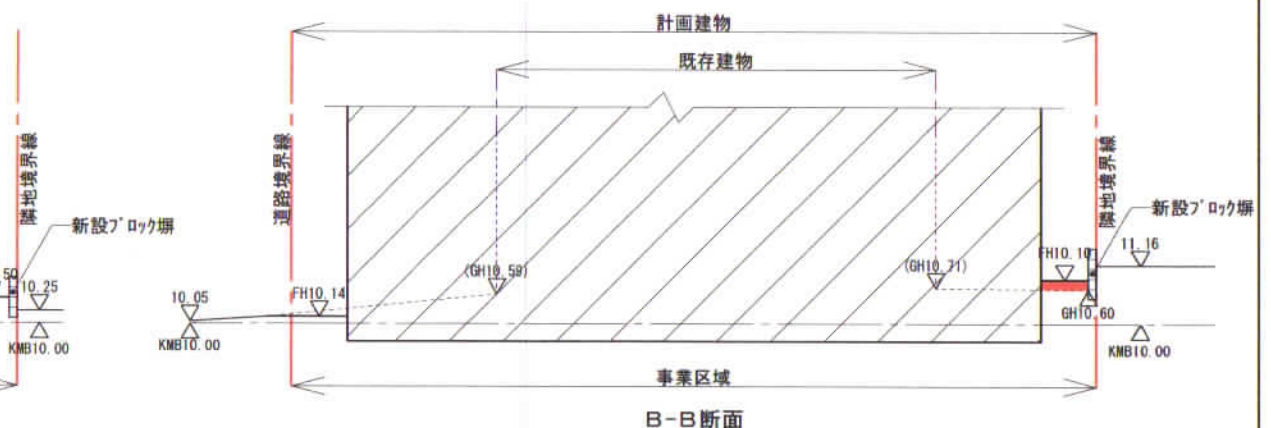 計画建物
既存建物
隣地境界線
新設ブロック塀
50
10.25
KMB10.00
道路境界線
10.05
KMB10.00
FH10.14
(GH10.59)
(GH10.71)
隣地境界線
新設ブロック塀
FH10.10
11.16
GH10.60
KMB10.00
事業区域
B-B断面